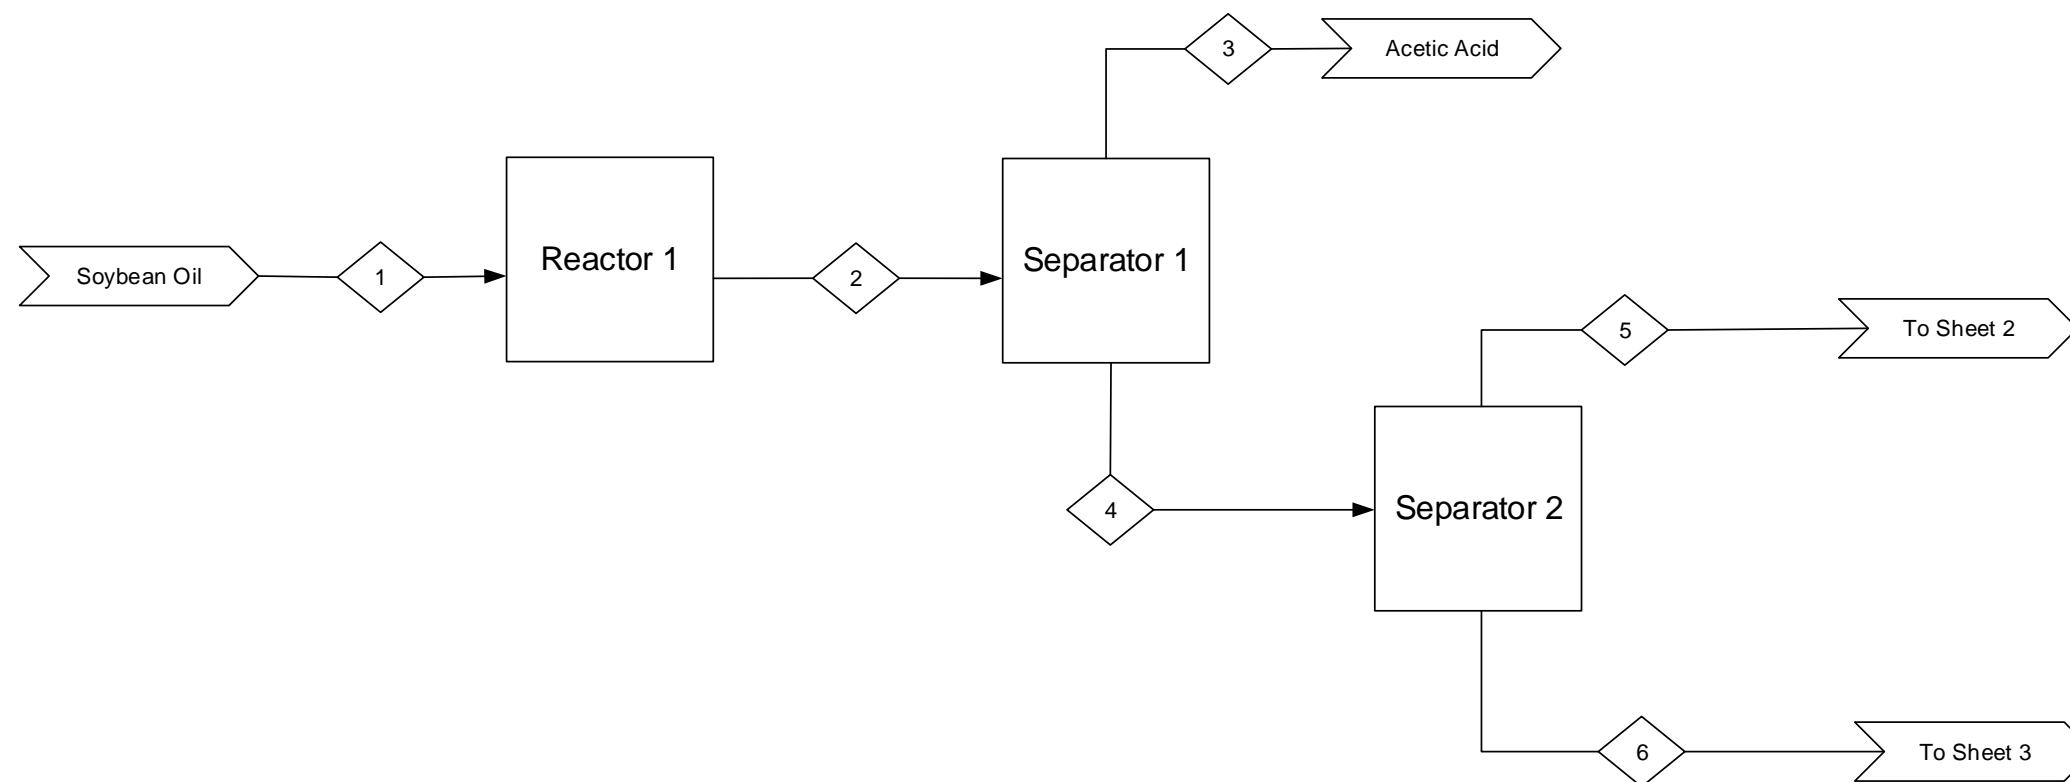 3
Acetic Acid
Soybean Oil
1
Reactor 1
2
Separator 1
5
To Sheet 2
4
Separator 2
6
To Sheet 3